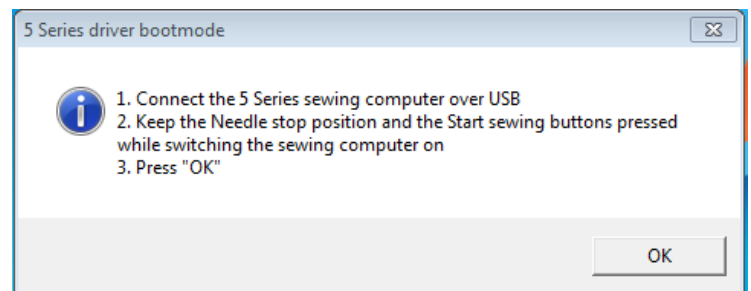 5 Series driver bootmode
1. Connect the 5 Series sewing computer over USB
2. Keep the Needle stop position and the Start sewing buttons pressed
while switching the sewing computer on
3. Press "OK"
OK